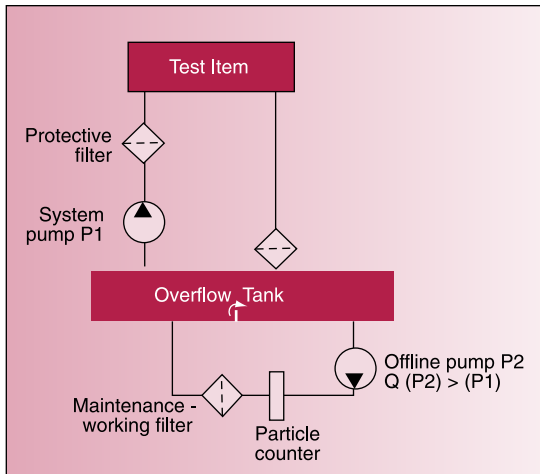 Test Item
Protective
filter
System
pump P1
Overflow Tank
Offline pump P2
Q (P2) > (P1)
Maintenance -
working filter
Particle
counter